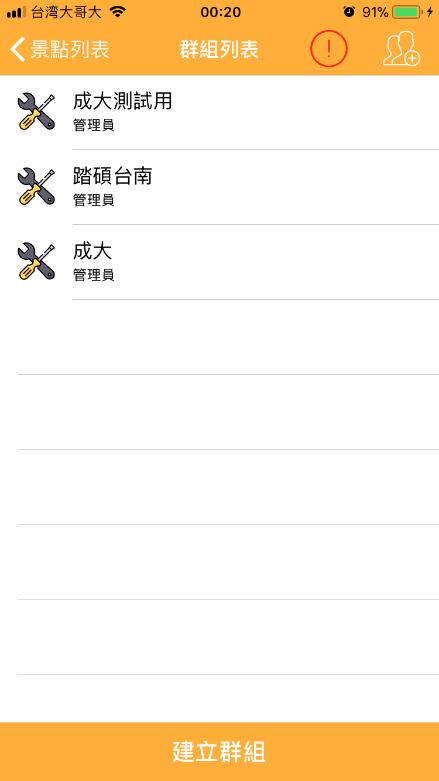 台湾大哥大 00:20 91%
景點列表 群組列表 !
成大測試用
管理員
踏碩台南
管理員
成大
管理員
建立群組